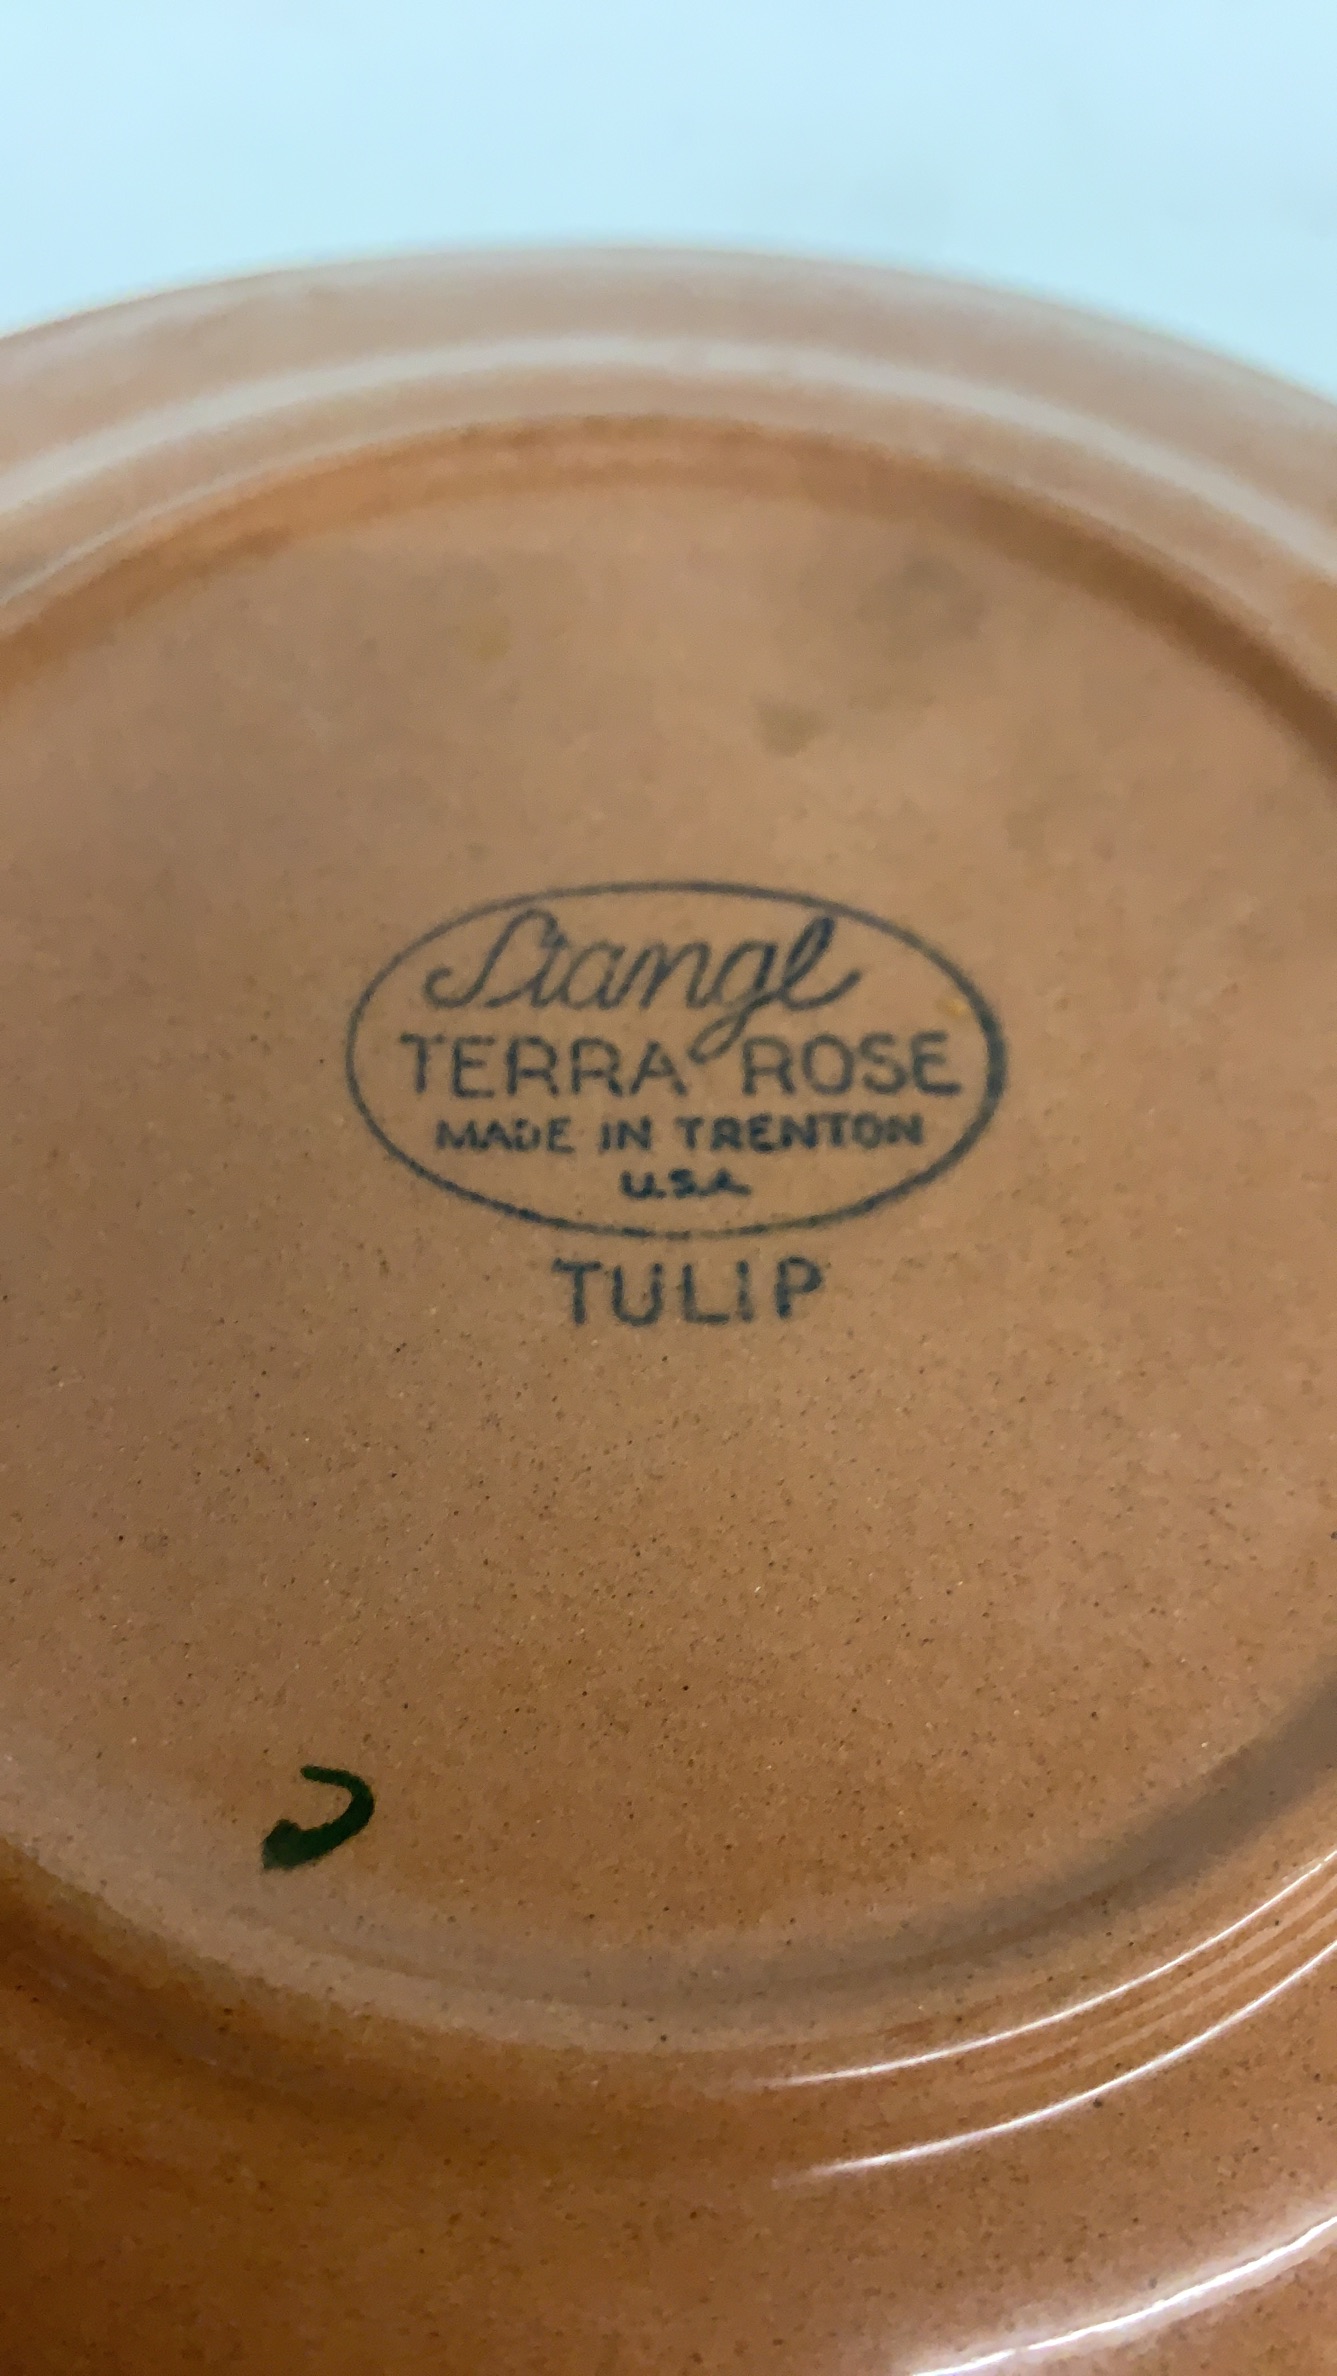 Stangl
TERRA ROSE
MADE IN TRENTON
U.S.A.
TULIP